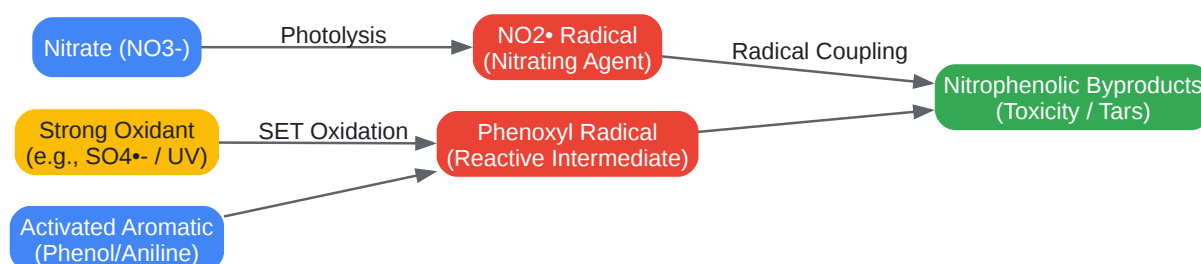 Nitrate (NO3-)
Photolysis
NO2• Radical
(Nitrating Agent)
Radical Coupling
Nitrophenolic Byproducts
(Toxicity / Tars)
Strong Oxidant
(e.g., SO4•- / UV)
SET Oxidation
Phenoxyl Radical
(Reactive Intermediate)
Activated Aromatic
(Phenol/Aniline)